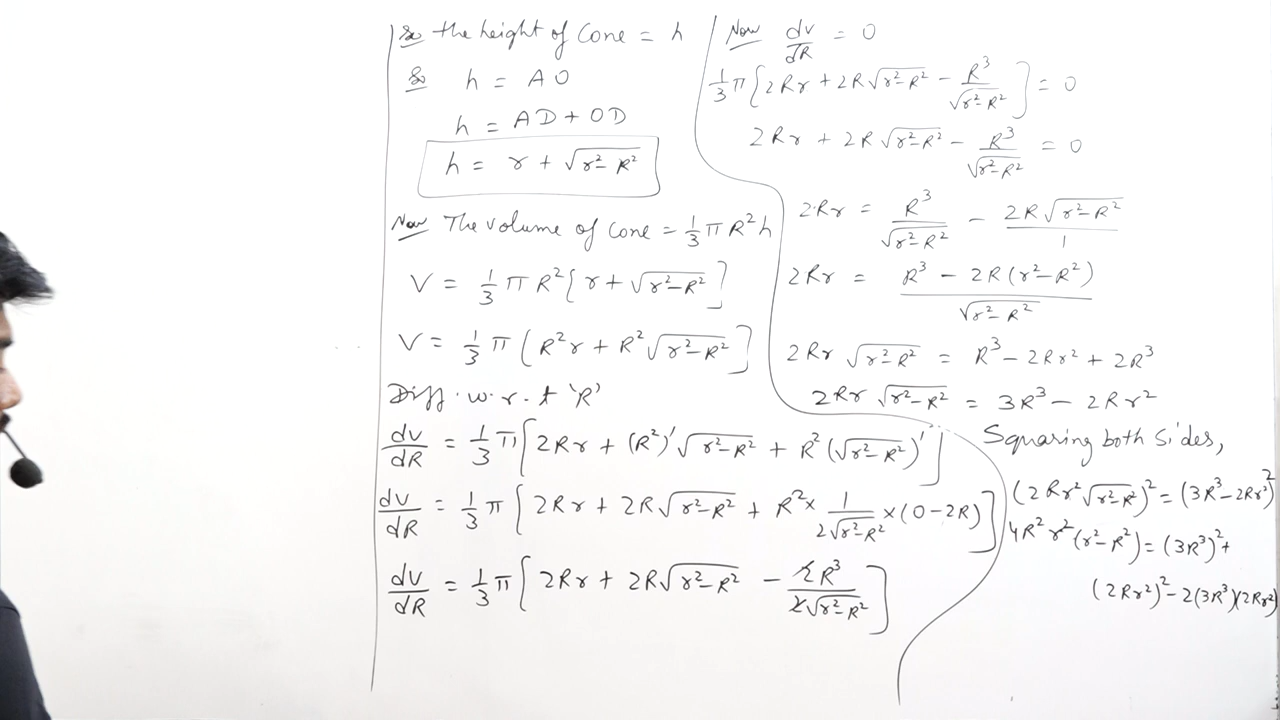 So the height of Cone = h
So h = AO
h = AD + OD
h = r + √r²-R²
Now The volume of Cone = 1/3 π R² h
V = 1/3 π R² [r + √r²-R²]
V = 1/3 π [R²r + R²√r²-R²]
Diff. w.r.t 'R'
dv/dR = 1/3 π [2Rr + (R²)'√r²-R² + R²(√r²-R²)']
dv/dR = 1/3 π [2Rr + 2R√r²-R² + R² × 1/2√r²-R² × (0-2R)]
dv/dR = 1/3 π [2Rr + 2R√r²-R² - 2R³/2√r²-R²]
Now dv/dR = 0
1/3 π [2Rr + 2R√r²-R² - R³/√r²-R²] = 0
2Rr + 2R√r²-R² - R³/√r²-R² = 0
2Rr = R³/√r²-R² - 2R√r²-R²/1
2Rr = R³ - 2R(r²-R²)/√r²-R²
2Rr √r²-R² = R³ - 2Rr² + 2R³
2Rr √r²-R² = 3R³ - 2Rr²
Squaring both sides,
(2Rr²√r²-R²)² = (3R³-2Rr²)²
4R²r²(r²-R²) = (3R³)² +
(2Rr²)² - 2(3R³)(2Rr²)